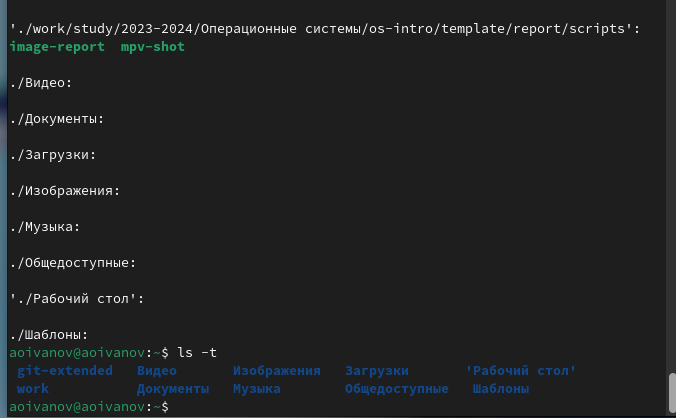 './work/study/2023-2024/Операционные системы/os-intro/template/report/scripts':
image-report  mpv-shot
./Видео:
./Документы:
./Загрузки:
./Изображения:
./Музыка:
./Общедоступные:
'./Рабочий стол':
./Шаблоны:
aoivanov@aoivanov:~$ ls -t
git-extended   Видео       Изображения   Загрузки       'Рабочий стол'
work           Документы   Музыка        Общедоступные   Шаблоны
aoivanov@aoivanov:~$